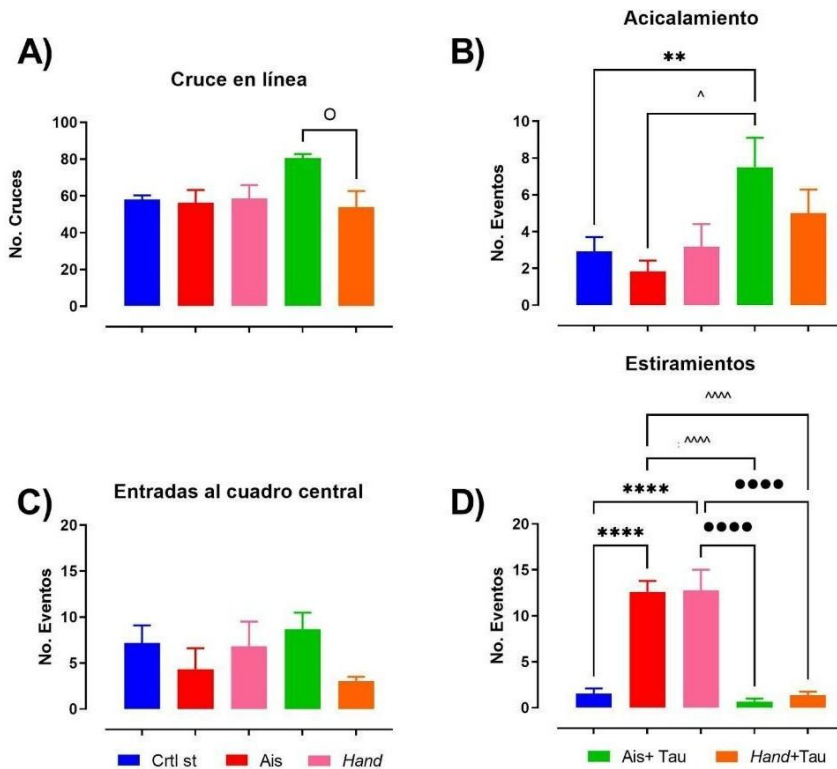 A)
Cruce en línea
No. Cruces
100
80
60
40
20
0
O
B)
Acicalamiento
No. Eventos
10
8
6
4
2
0
**
^
C)
Entradas al cuadro central
No. Eventos
20
15
10
5
0
D)
Estiramientos
No. Eventos
20
15
10
5
0
^^^^
: ^^^^
●●●●
****
●●●●
****
Crtl st
Ais
Hand
Ais+ Tau
Hand+Tau